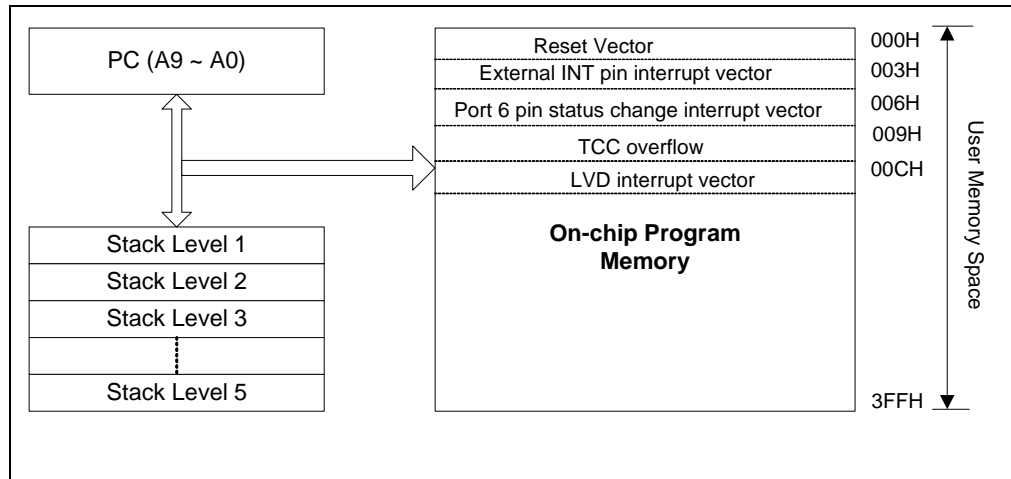 PC (A9 ~ A0)
Stack Level 1
Stack Level 2
Stack Level 3
Stack Level 5
Reset Vector
External INT pin interrupt vector
Port 6 pin status change interrupt vector
TCC overflow
LVD interrupt vector
On-chip Program
Memory
000H
003H
006H
009H
00CH
3FFH
User Memory Space